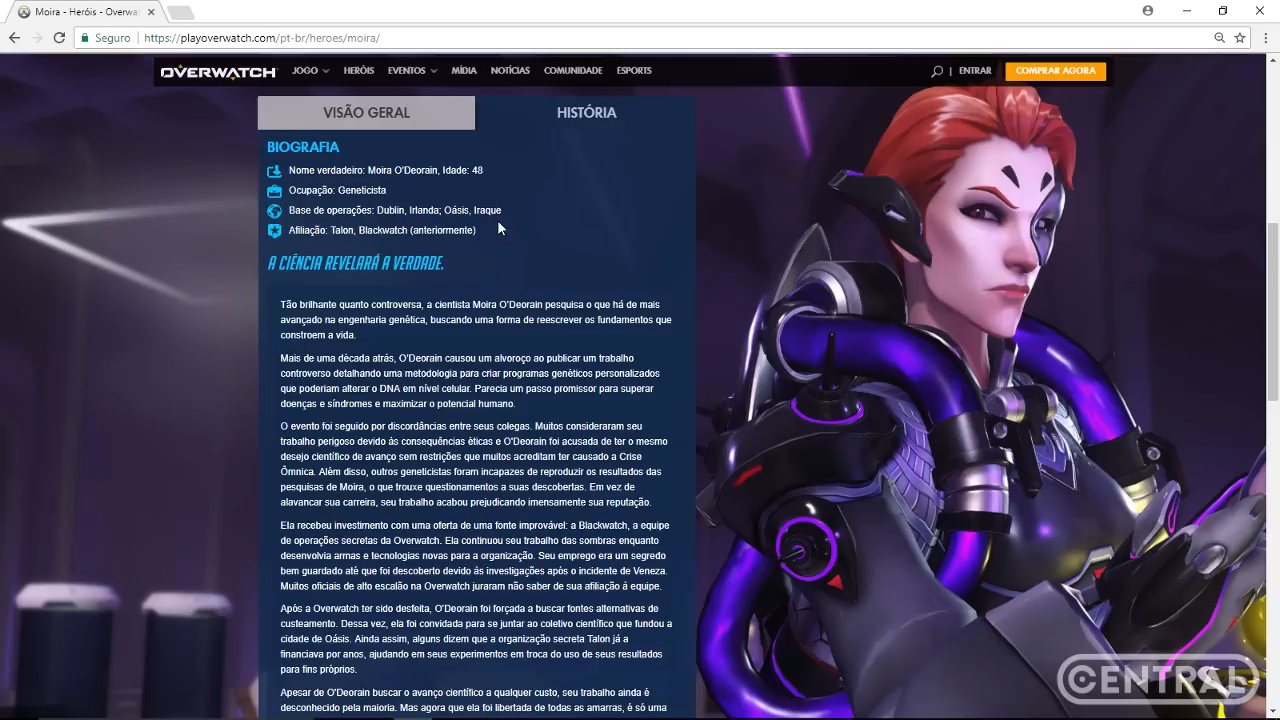 Moira - Heróis - Overwa
Seguro
https://playoverwatch.com/pt-br/heroes/moira/
OVERWATCH
JOGO
HERÓIS
EVENTOS
MÍDIA
NOTÍCIAS
COMUNIDADE
ESPORTS
| ENTRAR
COMPRAR AGORA
VISÃO GERAL
HISTÓRIA
BIOGRAFIA
Nome verdadeiro: Moira O'Deorain, Idade: 48
Ocupação: Geneticista
Base de operações: Dublin, Irlanda; Oásis, Iraque
Afiliação: Talon, Blackwatch (anteriormente)
A CIÊNCIA REVELARÁ A VERDADE.
Tão brilhante quanto controversa, a cientista Moira O'Deorain pesquisa o que há de mais
avançado na engenharia genética, buscando uma forma de reescrever os fundamentos que
constroem a vida.
Mais de uma década atrás, O'Deorain causou um alvoroço ao publicar um trabalho
controverso detalhando uma metodologia para criar programas genéticos personalizados
que poderiam alterar o DNA em nível celular. Parecia um passo promissor para superar
doenças e síndromes e maximizar o potencial humano.
O evento foi seguido por discordâncias entre seus colegas. Muitos consideraram seu
trabalho perigoso devido às consequências éticas e O'Deorain foi acusada de ter o mesmo
desejo científico de avanço sem restrições que muitos acreditam ter causado a Crise
Ômnica. Além disso, outros geneticistas foram incapazes de reproduzir os resultados das
pesquisas de Moira, o que trouxe questionamentos a suas descobertas. Em vez de
alavancar sua carreira, seu trabalho acabou prejudicando imensamente sua reputação.
Ela recebeu investimento com uma oferta de uma fonte improvável: a Blackwatch, a equipe
de operações secretas da Overwatch. Ela continuou seu trabalho das sombras enquanto
desenvolvia armas e tecnologias novas para a organização. Seu emprego era um segredo
bem guardado até que foi descoberto devido às investigações após o incidente de Veneza.
Muitos oficiais de alto escalão na Overwatch juraram não saber de sua afiliação à equipe.
Após a Overwatch ter sido desfeita, O'Deorain foi forçada a buscar fontes alternativas de
custeamento. Dessa vez, ela foi convidada para se juntar ao coletivo científico que fundou a
cidade de Oásis. Ainda assim, alguns dizem que a organização secreta Talon já a
financiava por anos, ajudando em seus experimentos em troca do uso de seus resultados
para fins próprios.
Apesar de O'Deorain buscar o avanço científico a qualquer custo, seu trabalho ainda é
desconhecido pela maioria. Mas agora que ela foi libertada de todas as amarras, é só uma
CENTRAL